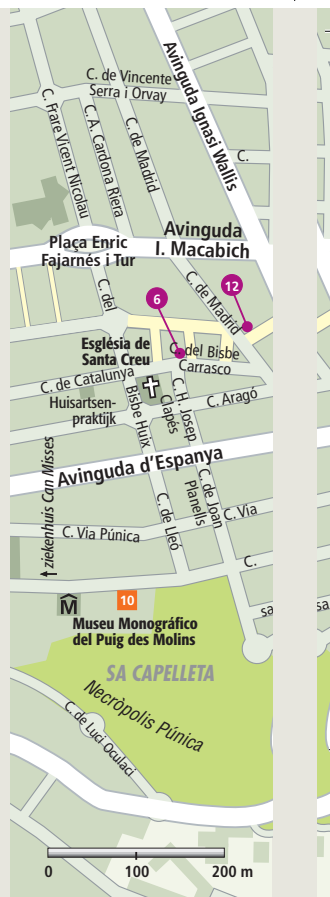 C. de Vincente
Serra i Orvay
Avinguda Ignasi Wallis
C. Frare Vicent Nicolau
C. A. Cardona Riera
C. de Madrid
C.
Avinguda
I. Macabich
Plaça Enric
Fajarnés i Tur
C. de Madrid
12
6
C. del
Església de
Santa Creu
C. del Bisbe
Carrasco
C. de Catalunya
Huisartsen-
praktijk
Bisbe Huix
Clapés
C. H. Josep
C. Aragó
ziekenhuis Can Misses
Avinguda d'Espanya
C. de Joan
Planells
C. de Lleó
C. Vía
C. Via Púnica
C.
10
M
Museu Monográfico
del Puig des Molins
sa
sa
SA CAPELLETA
Necròpolis Púnica
C. de Luci Oculaci
0 100 200 m